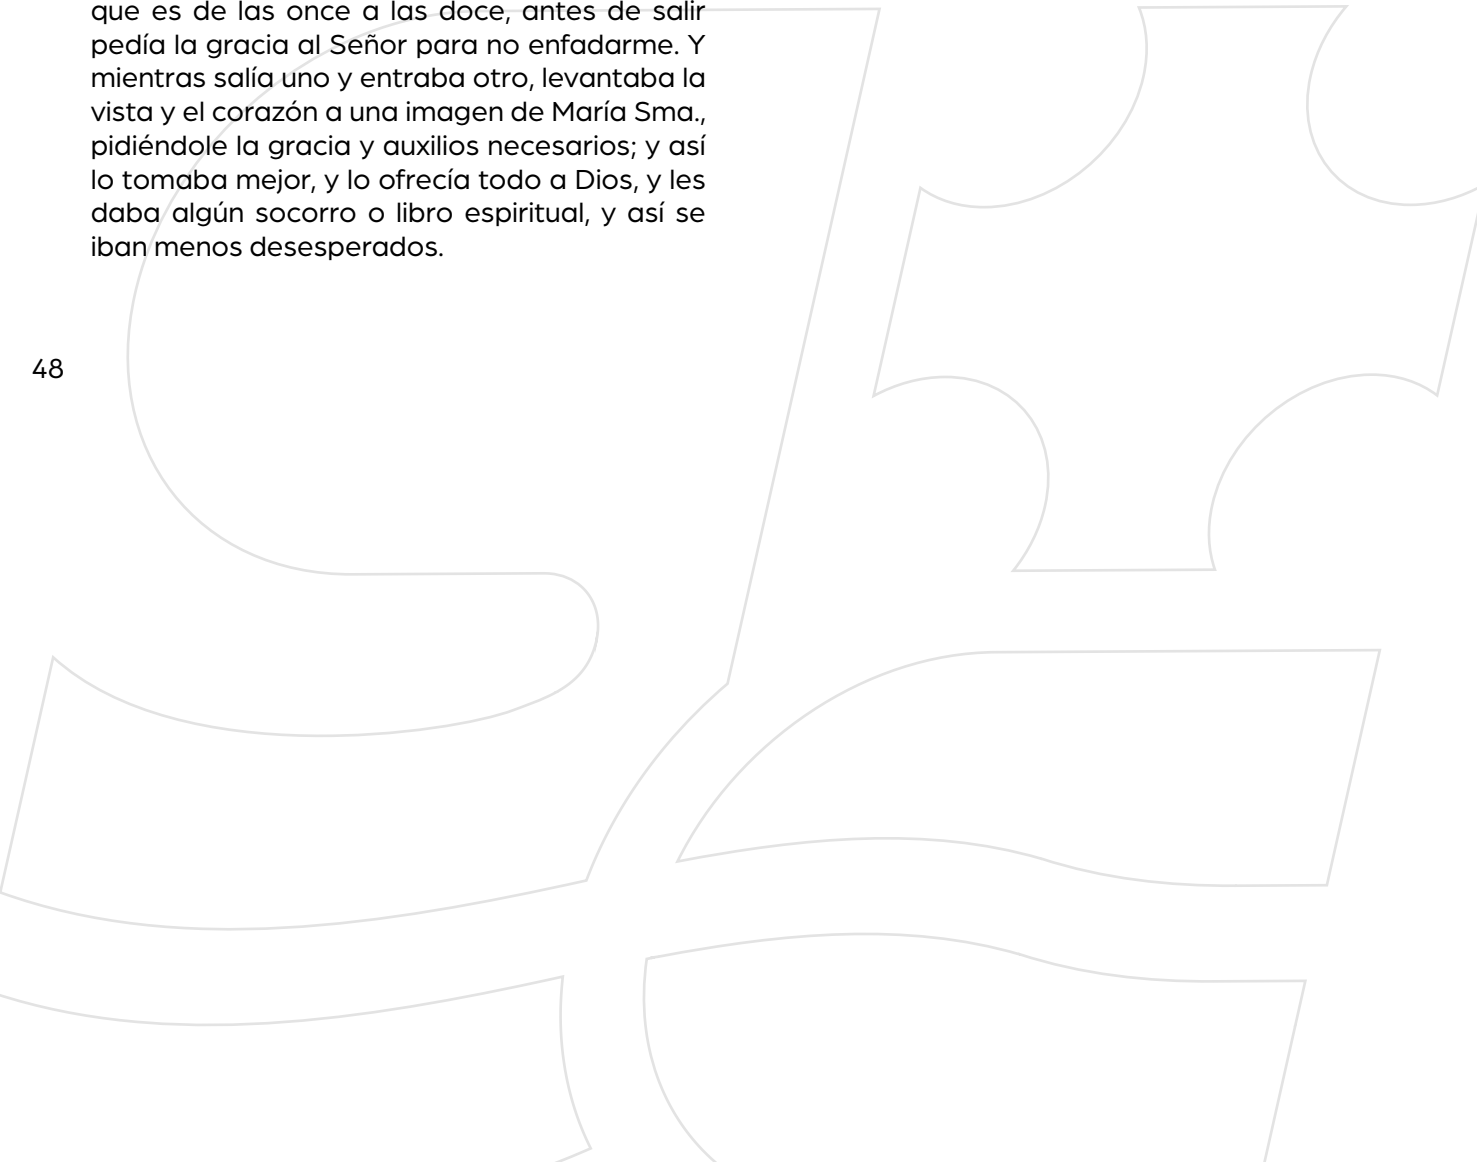 que es de las once a las doce, antes de salir
pedía la gracia al Señor para no enfadarme. Y
mientras salía uno y entraba otro, levantaba la
vista y el corazón a una imagen de María Sma.,
pidiéndole la gracia y auxilios necesarios; y así
lo tomaba mejor, y lo ofrecía todo a Dios, y les
daba algún socorro o libro espiritual, y así se
iban menos desesperados.
48